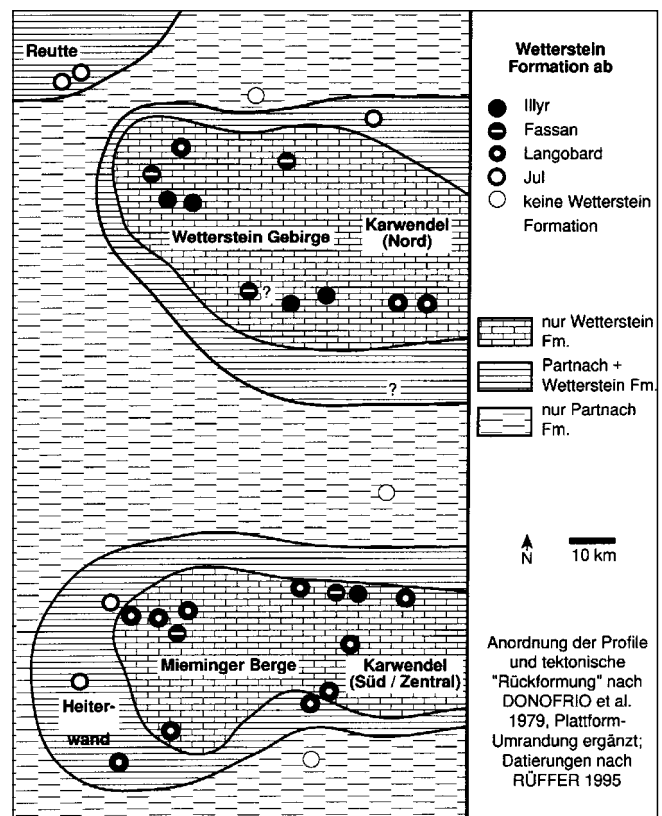 Reutte
Wetterstein Gebirge
Karwendel
(Nord)
?
?
Mieminger Berge
Karwendel
(Süd / Zentral)
Heiter-
wand
Wetterstein
Formation ab
Illyr
Fassan
Langobard
Jul
keine Wetterstein
Formation
nur Wetterstein
Fm.
Partnach +
Wetterstein Fm.
nur Partnach
Fm.
N
10 km
Anordnung der Profile
und tektonische
"Rückformung" nach
DONOFRIO et al.
1979, Plattform-
Umrandung ergänzt;
Datierungen nach
RÜFFER 1995